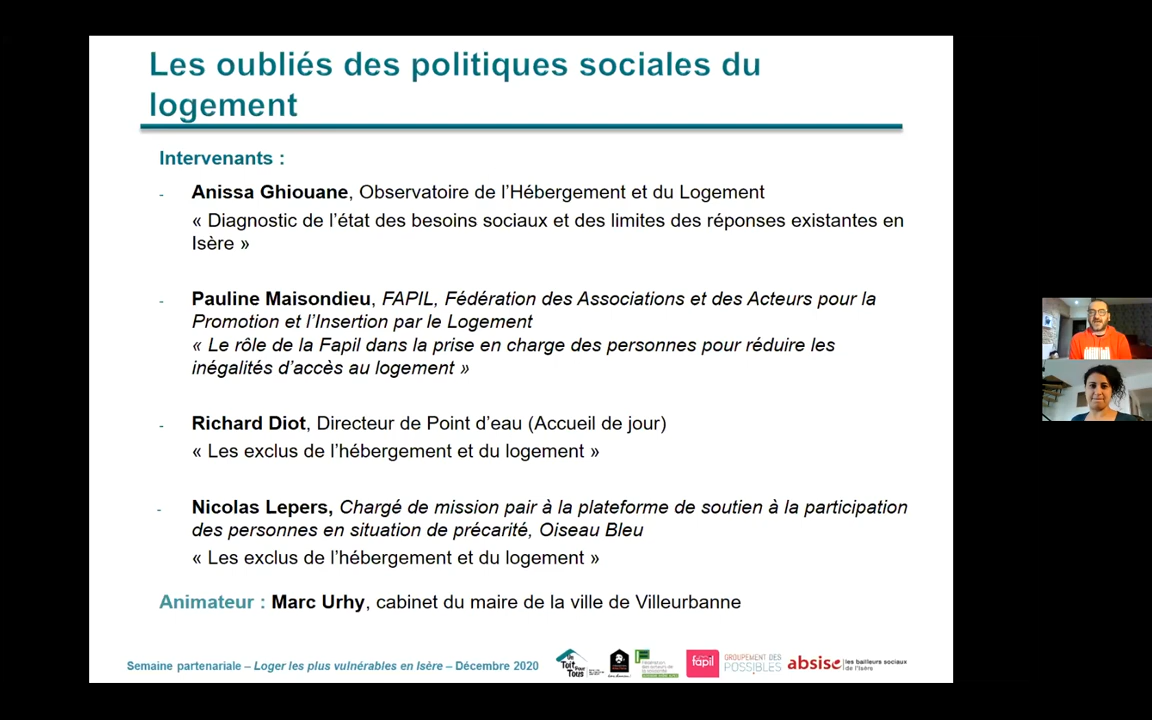 Les oubliés des politiques sociales du
logement
Intervenants :
- Anissa Ghiouane, Observatoire de l'Hébergement et du Logement
« Diagnostic de l'état des besoins sociaux et des limites des réponses existantes en
Isère »
- Pauline Maisondieu, FAPIL, Fédération des Associations et des Acteurs pour la
Promotion et l'Insertion par le Logement
« Le rôle de la Fapil dans la prise en charge des personnes pour réduire les
inégalités d'accès au logement »
- Richard Diot, Directeur de Point d'eau (Accueil de jour)
« Les exclus de l'hébergement et du logement »
- Nicolas Lepers, Chargé de mission pair à la plateforme de soutien à la participation
des personnes en situation de précarité, Oiseau Bleu
« Les exclus de l'hébergement et du logement »
Animateur : Marc Urhy, cabinet du maire de la ville de Villeurbanne
Semaine partenariale – Loger les plus vulnérables en Isère – Décembre 2020
Un Toit Pour Tous
fapil
GROUPEMENT DES
POSSIBLES
absise les bailleurs sociaux
de l'Isère